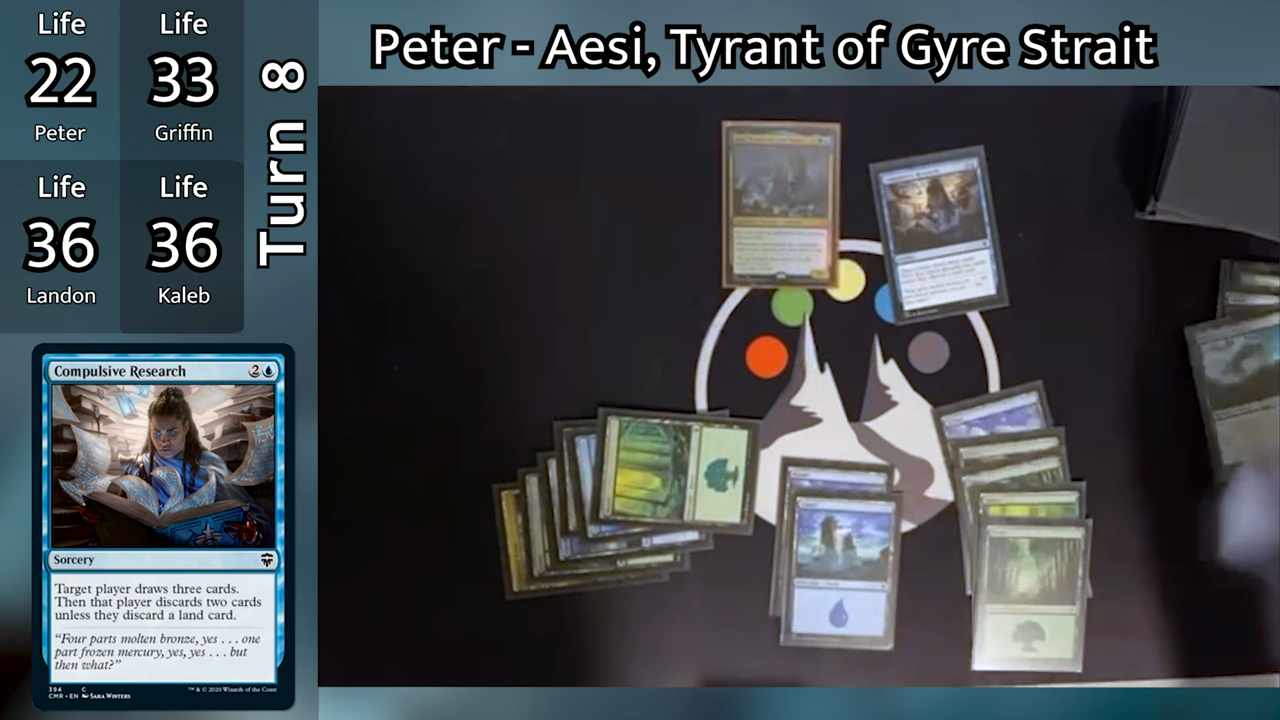 Life
22
Peter
Life
33
Griffin
Life
36
Landon
Life
36
Kaleb
Turn 8
Peter - Aesi, Tyrant of Gyre Strait
Compulsive Research
2
Sorcery
Target player draws three cards.
Then that player discards two cards
unless they discard a land card.
“Four parts molten bronze, yes . . . one
part frozen mercury, yes, yes . . . but
then what?”
394 C
CMR • EN SARA WINTERS
™ & © 2020 Wizards of the Coast